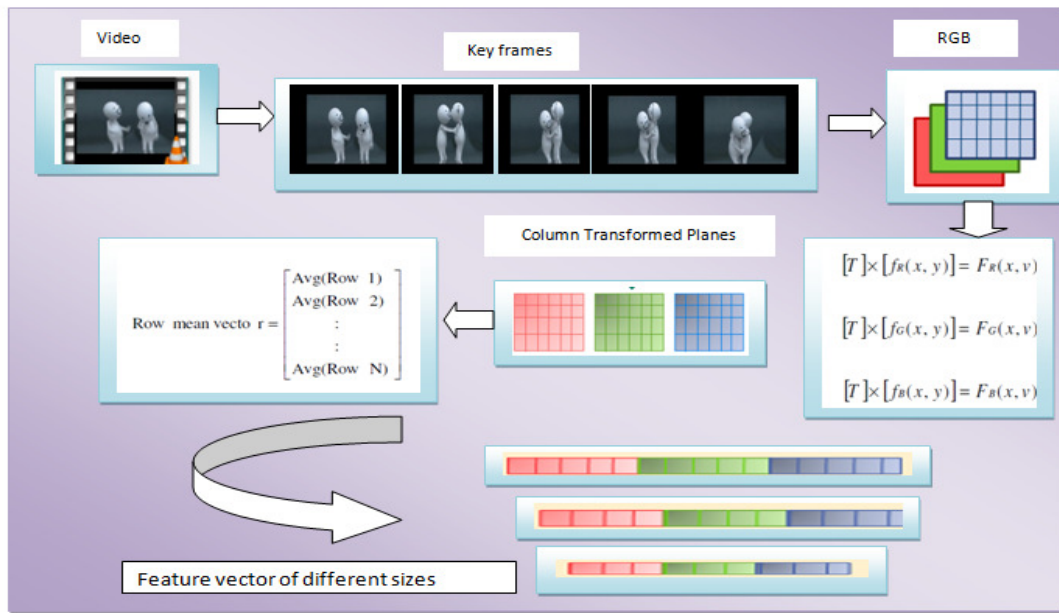 Video
Key frames
RGB
[T]×[fR(x, y)]= FR(x, v)
[T]×[fG(x, y)]= FG(x, v)
[T]×[fB(x, y)]= FB(x, v)
Column Transformed Planes
Avg(Row 1)
Avg(Row 2)
Row mean vecto r =
:
:
Avg(Row N)
Feature vector of different sizes